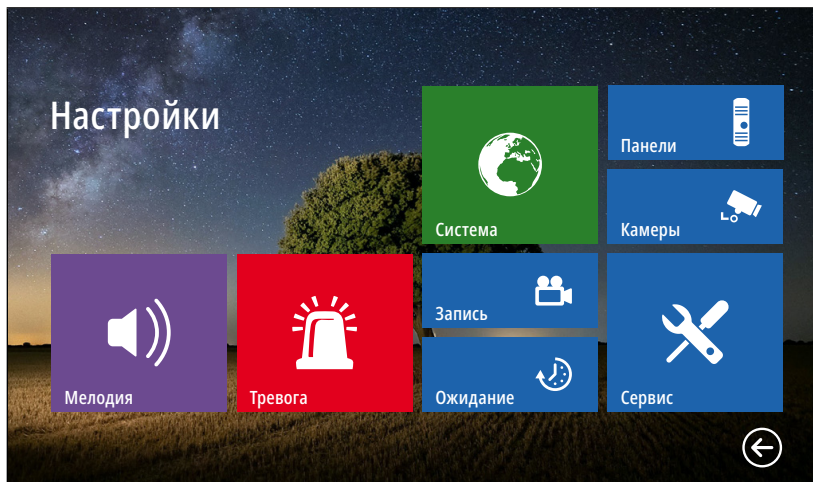 Настройки
Система
Панели
Камеры
Мелодия
Тревога
Запись
Ожидание
Сервис